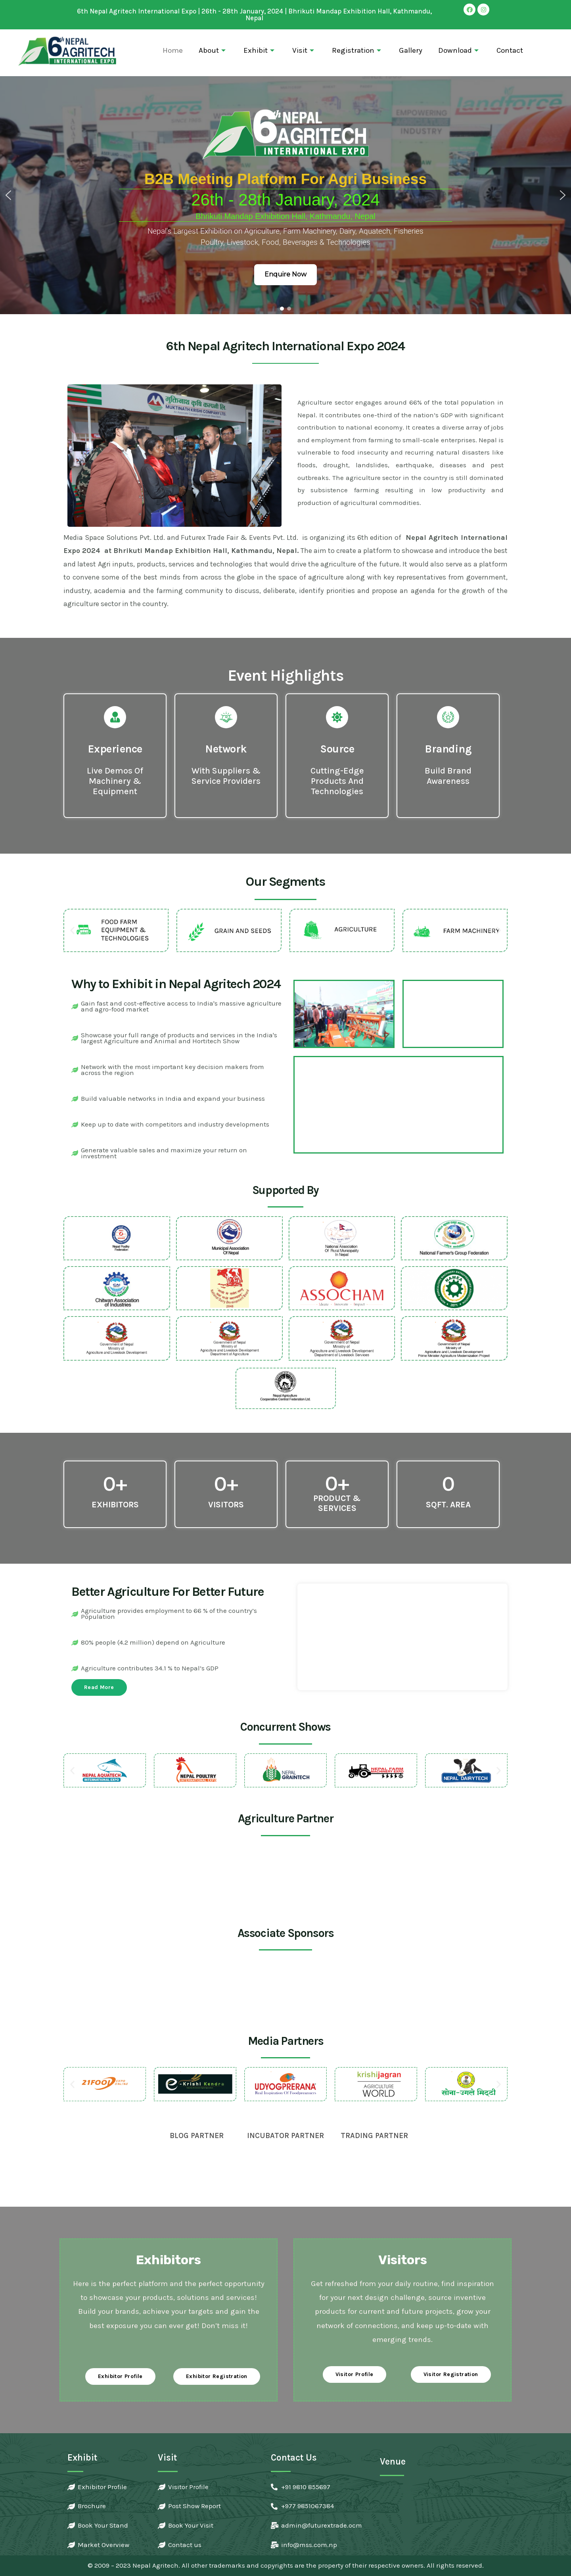 6th Nepal Agritech International Expo | 26th - 28th January, 2024 | Bhrikuti Mandap Exhibition Hall, Kathmandu,
Nepal
6th NEPAL
AGRITECH
INTERNATIONAL EXPO
Home
About
Exhibit
Visit
Registration
Gallery
Download
Contact
6th NEPAL
AGRITECH
INTERNATIONAL EXPO
B2B Meeting Platform For Agri Business
26th - 28th January, 2024
Bhrikuti Mandap Exhibition Hall, Kathmandu, Nepal
Nepal's Largest Exhibition on Agriculture, Farm Machinery, Dairy, Aquatech, Fisheries
Poultry, Livestock, Food, Beverages & Technologies
Enquire Now
6th Nepal Agritech International Expo 2024
Agriculture sector engages around 66% of the total population in
Nepal. It contributes one-third of the nation's GDP with significant
contribution to national economy. It creates a diverse array of jobs
and employment from farming to small-scale enterprises. Nepal is
vulnerable to food insecurity and recurring natural disasters like
floods, drought, landslides, earthquake, diseases and pest
outbreaks. The agriculture sector in the country is still dominated
by subsistence farming resulting in low productivity and
production of agricultural commodities.
Media Space Solutions Pvt. Ltd. and Futurex Trade Fair & Events Pvt. Ltd. is organizing its 6th edition of Nepal Agritech International
Expo 2024 at Bhrikuti Mandap Exhibition Hall, Kathmandu, Nepal. The aim to create a platform to showcase and introduce the best
and latest Agri inputs, products, services and technologies that would drive the agriculture of the future. It would also serve as a platform
to convene some of the best minds from across the globe in the space of agriculture along with key representatives from government,
industry, academia and the farming community to discuss, deliberate, identify priorities and propose an agenda for the growth of the
agriculture sector in the country.
Event Highlights
Experience
Live Demos Of
Machinery &
Equipment
Network
With Suppliers &
Service Providers
Source
Cutting-Edge
Products And
Technologies
Branding
Build Brand
Awareness
Our Segments
FOOD FARM
EQUIPMENT &
TECHNOLOGIES
GRAIN AND SEEDS
AGRICULTURE
FARM MACHINERY
Why to Exhibit in Nepal Agritech 2024
Gain fast and cost-effective access to India's massive agriculture
and agro-food market
Showcase your full range of products and services in the India's
largest Agriculture and Animal and Hortitech Show
Network with the most important key decision makers from
across the region
Build valuable networks in India and expand your business
Keep up to date with competitors and industry developments
Generate valuable sales and maximize your return on
investment
Supported By
Nepal Poultry
Federation
Municipal Association
Of Nepal
National Association
Of Rural Municipality
in Nepal
National Farmer's Group Federation
Chitwan Association
of Industries
ASSOCHAM
Government of Nepal
Ministry of
Agriculture and Livestock Development
Government of Nepal
Ministry of
Agriculture and Livestock Development
Department of Agriculture
Government of Nepal
Ministry of
Agriculture and Livestock Development
Department of Livestock Services
Government of Nepal
Ministry of
Agriculture and Livestock Development
Prime Minister Agriculture Modernization Project
Nepal Agriculture
Cooperative Central Federation Ltd.
0+
EXHIBITORS
0+
VISITORS
0+
PRODUCT &
SERVICES
0
SQFT. AREA
Better Agriculture For Better Future
Agriculture provides employment to 66 % of the country's
Population
80% people (4.2 million) depend on Agriculture
Agriculture contributes 34.1 % to Nepal's GDP
Read More
Concurrent Shows
NEPAL AQUATECH
INTERNATIONAL EXPO
NEPAL POULTRY
INTERNATIONAL EXPO
NEPAL
GRAINTECH
NEPAL FARM
NEPAL DAIRYTECH
Agriculture Partner
Associate Sponsors
Media Partners
21FOOD
e-Krishi Kendra
UDYOGPRERANA
krishijagran
AGRICULTURE
WORLD
सोना उगले मिट्टी
BLOG PARTNER
INCUBATOR PARTNER
TRADING PARTNER
Exhibitors
Here is the perfect platform and the perfect opportunity
to showcase your products, solutions and services!
Build your brands, achieve your targets and gain the
best exposure you can ever get! Don't miss it!
Exhibitor Profile
Exhibitor Registration
Visitors
Get refreshed from your daily routine, find inspiration
for your next design challenge, source inventive
products for current and future projects, grow your
network of connections, and keep up-to-date with
emerging trends.
Visitor Profile
Visitor Registration
Exhibit
Exhibitor Profile
Brochure
Book Your Stand
Market Overview
Visit
Visitor Profile
Post Show Report
Book Your Visit
Contact us
Contact Us
+91 9810 855697
+977 9851067384
admin@futurextrade.ocm
info@mss.com.np
Venue
© 2009 - 2023 Nepal Agritech. All other trademarks and copyrights are the property of their respective owners. All rights reserved.